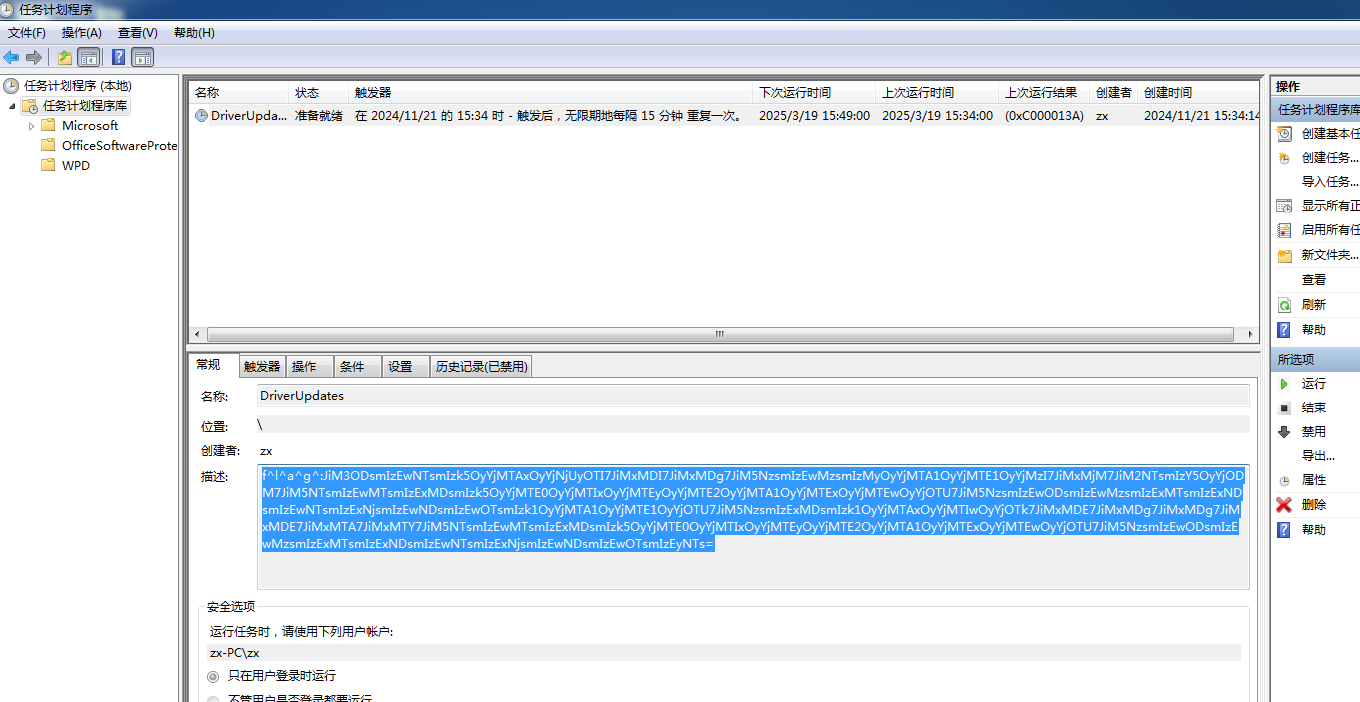 任务计划程序
文件(F) 操作(A) 查看(V) 帮助(H)
任务计划程序 (本地)
任务计划程序库
Microsoft
OfficeSoftwareProte
WPD
名称 状态 触发器 下次运行时间 上次运行时间 上次运行结果 创建者 创建时间
DriverUpda... 准备就绪 在 2024/11/21 的 15:34 时 - 触发后，无限期地每隔 15 分钟 重复一次。 2025/3/19 15:49:00 2025/3/19 15:34:00 (0xC000013A) zx 2024/11/21 15:34:14
常规 触发器 操作 条件 设置 历史记录(已禁用)
名称: DriverUpdates
位置: \
创建者: zx
描述: f^l^a^g^:JiM3ODsmIzEwNTsmIzk5OyYjMTAxOyYjNjUyOTI7JiMxMDI7JiMxMDg7JiM5NzsmIzEwMzsmIzMyOyYjMTA1OyYjMTE1OyYjMzI7JiMxMjM7JiM2NTsmIzY5OyYjOD
M7JiM5NTsmIzEwMTsmIzExMDsmIzk5OyYjMTE0OyYjMTIxOyYjMTEyOyYjMTE2OyYjMTA1OyYjMTExOyYjMTEwOyYjOTU7JiM5NzsmIzEwODsmIzEwMzsmIzExMTsmIzExND
smIzEwNTsmIzExNjsmIzEwNDsmIzEwOTsmIzk1OyYjMTA1OyYjMTE1OyYjOTU7JiMxMDE7JiMxMDg7JiM5NTsmIzEwMTsmIzEyMDsmIzk5OyYjMTAxOyYjMTA4OyYjMTA4OyYjMTAxOyYjMTEwOyYjMTE2OyYjOTU7JiMxMDE7JiMxMTA7JiM5OTsmIzExNDsmIzEyMTsmIzExMjsmIzExNjsmIzEwNTsmIzExMTsmIzExMDsmIzk1OyYjOTc7JiMxMDg7JiMxMDM7JiMxMTE7JiMxMTQ7JiMxMDU7JiMxMTY7JiMxMDQ7JiMxMDk7JiMxMjU7
安全选项
运行任务时，请使用下列用户帐户:
zx-PC\zx
只在用户登录时运行
不管用户是否登录都要运行
操作
任务计划程序库
创建基本任
创建任务...
导入任务...
显示所有正
启用所有任
新文件夹...
查看
刷新
帮助
所选项
运行
结束
禁用
导出...
属性
删除
帮助